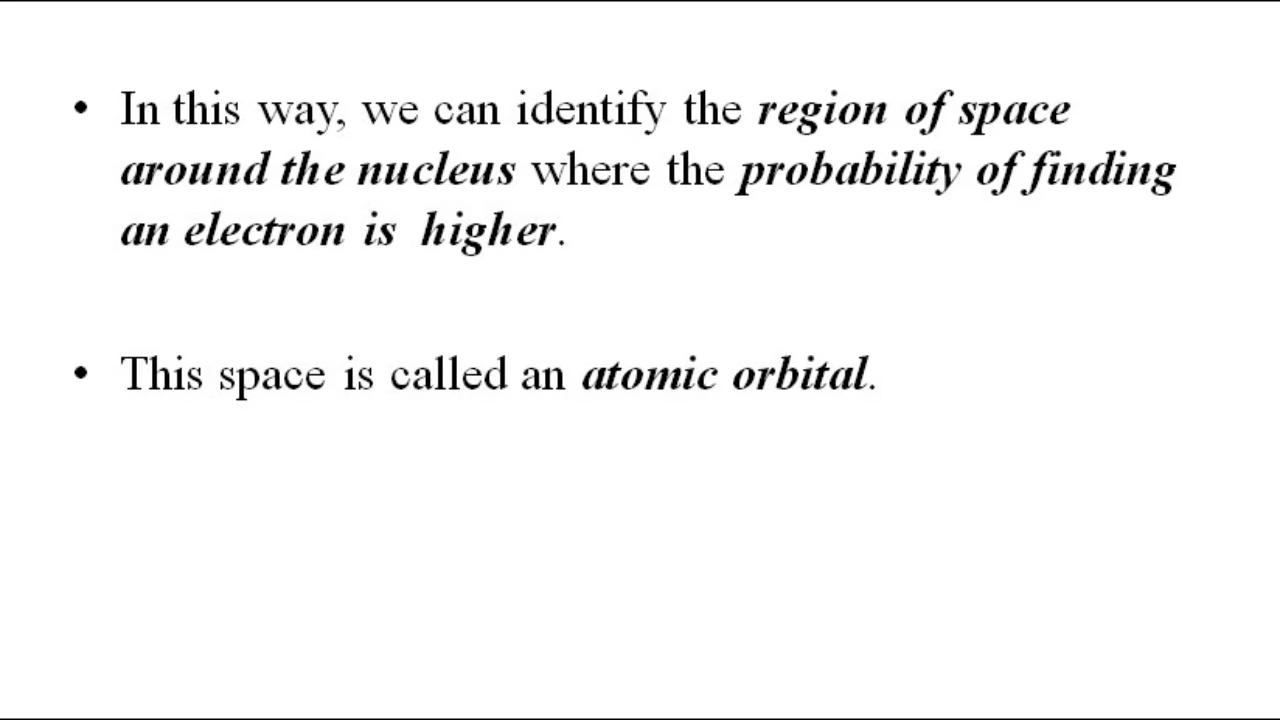 • In this way, we can identify the region of space
around the nucleus where the probability of finding
an electron is higher.
• This space is called an atomic orbital.